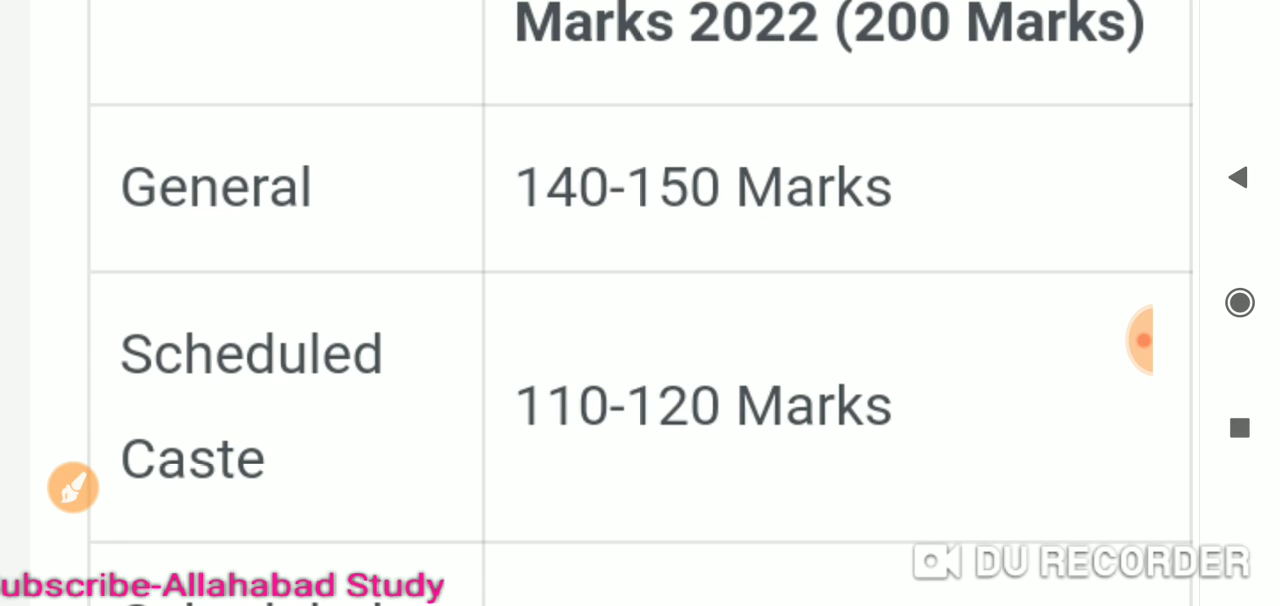 Marks 2022 (200 Marks)
General
140-150 Marks
Scheduled
Caste
110-120 Marks
DU RECORDER
ubscribe-Allahabad Study